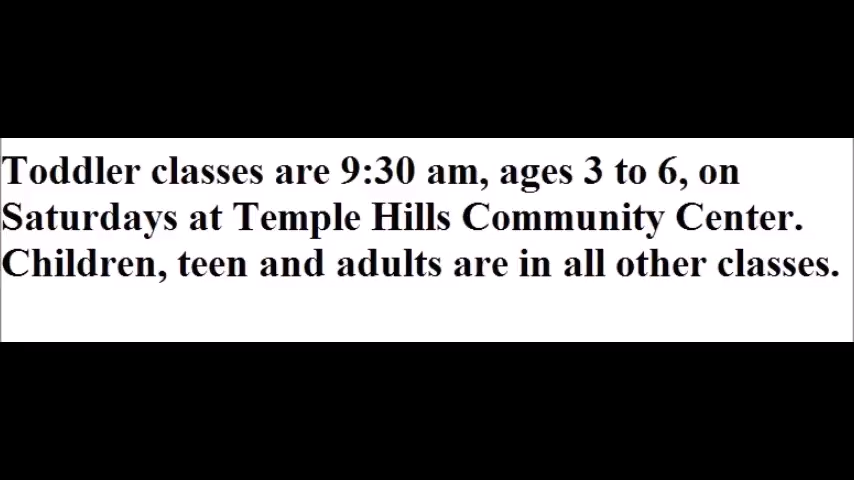 Toddler classes are 9:30 am, ages 3 to 6, on
Saturdays at Temple Hills Community Center.
Children, teen and adults are in all other classes.